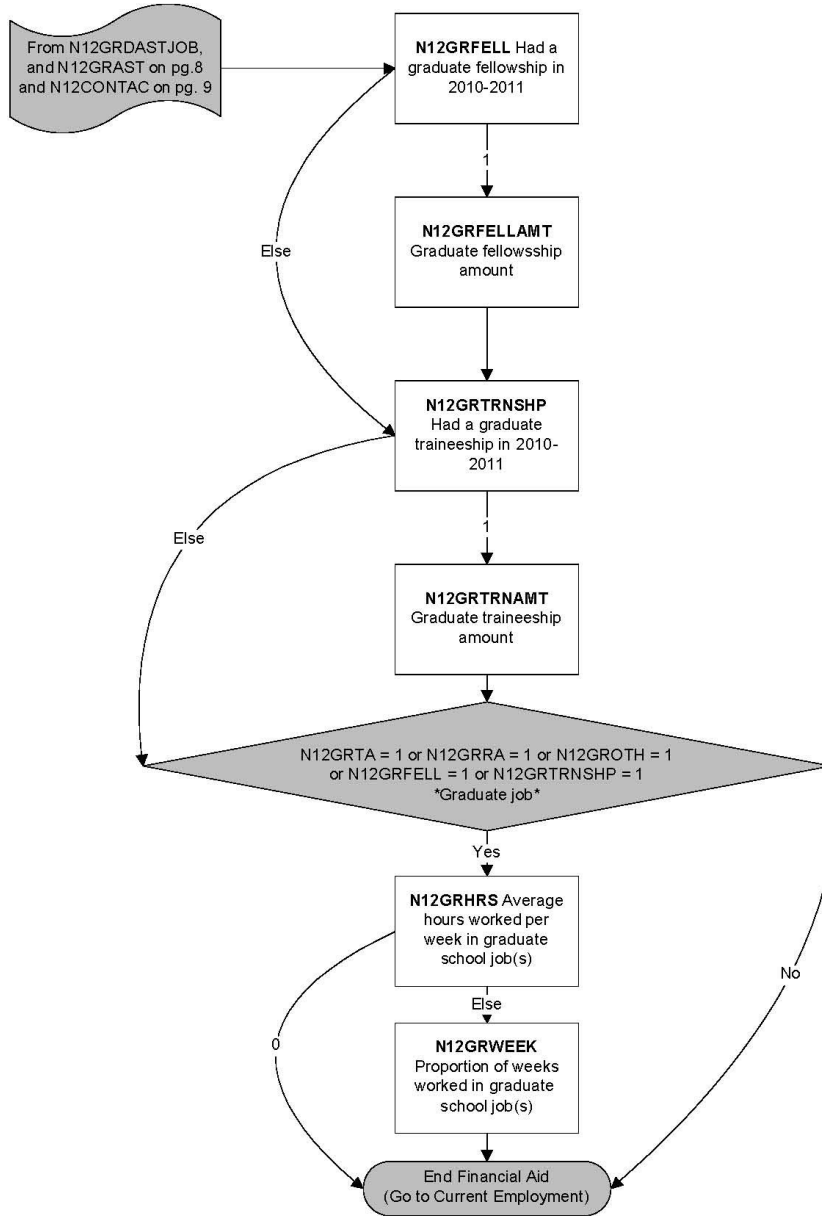 From N12GRDASTJOB,
and N12GRAST on pg.8
and N12CONTAC on pg. 9
N12GRFELL Had a
graduate fellowship in
2010-2011
1
N12GRFELLAMT
Graduate fellowsship
amount
Else
N12GRTRNSHP
Had a graduate
traineeship in 2010-
2011
1
Else
N12GRTRNAMT
Graduate traineeship
amount
N12GRTA = 1 or N12GRRA = 1 or N12GROTH = 1
or N12GRFELL = 1 or N12GRTRNSHP = 1
*Graduate job*
Yes
N12GRHRS Average
hours worked per
week in graduate
school job(s)
No
Else
0
N12GRWEEK
Proportion of weeks
worked in graduate
school job(s)
End Financial Aid
(Go to Current Employment)